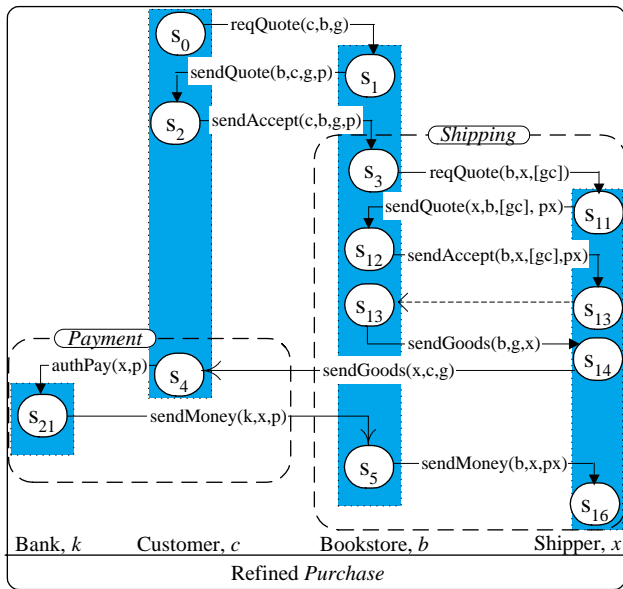 s0 reqQuote(c,b,g)
sendQuote(b,c,g,p) s1
s2 sendAccept(c,b,g,p)
Shipping
s3 reqQuote(b,x,[gc])
sendQuote(x,b,[gc], px) s11
s12 sendAccept(b,x,[gc],px)
s13 s13
Payment sendGoods(b,g,x) s14
authPay(x,p) s4 sendGoods(x,c,g)
s21 sendMoney(k,x,p)
s5 sendMoney(b,x,px)
s16
Bank, k Customer, c Bookstore, b Shipper, x
Refined Purchase